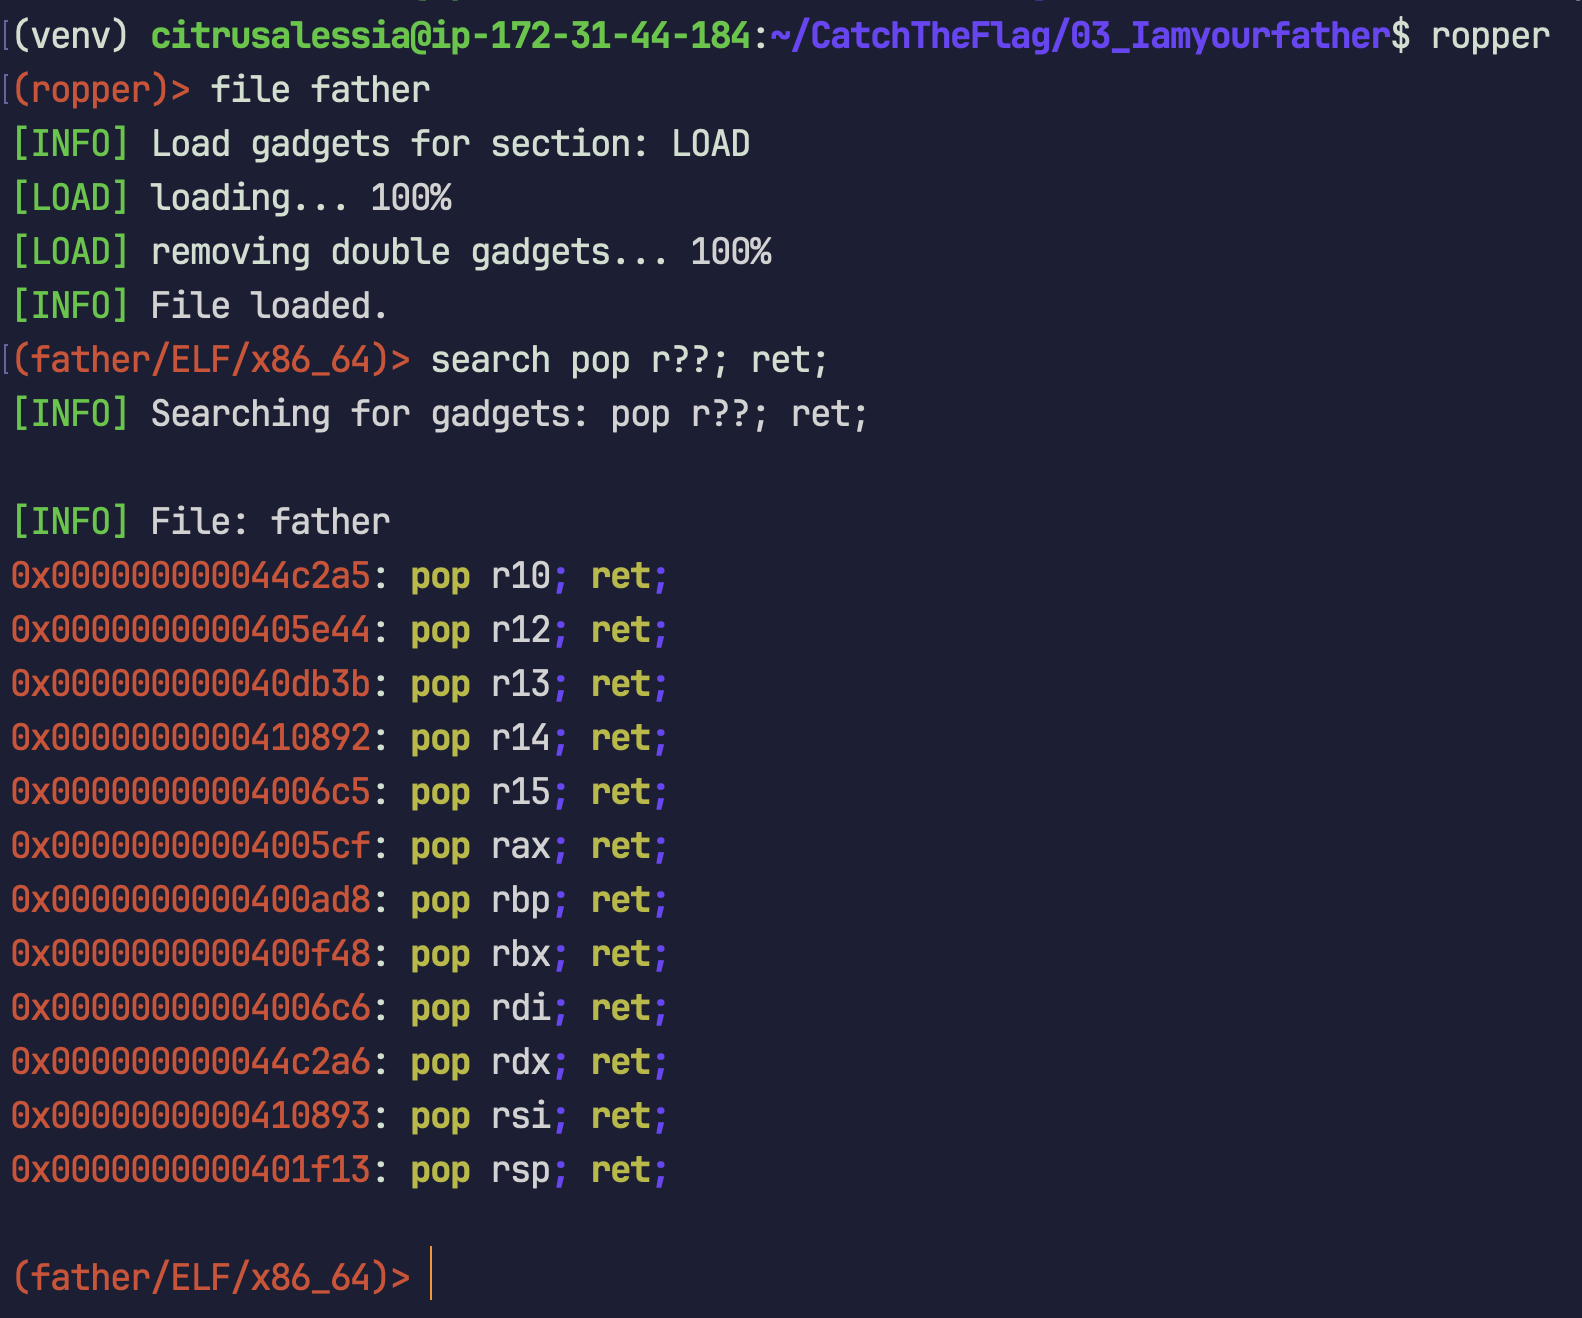 (venv) citrusalessia@ip-172-31-44-184:~/CatchTheFlag/03_Iamyourfather$ ropper
(ropper)> file father
[INFO] Load gadgets for section: LOAD
[LOAD] loading... 100%
[LOAD] removing double gadgets... 100%
[INFO] File loaded.
(father/ELF/x86_64)> search pop r??; ret;
[INFO] Searching for gadgets: pop r??; ret;
[INFO] File: father
0x000000000044c2a5: pop r10; ret;
0x0000000000405e44: pop r12; ret;
0x000000000040db3b: pop r13; ret;
0x0000000000410892: pop r14; ret;
0x00000000004006c5: pop r15; ret;
0x00000000004005cf: pop rax; ret;
0x0000000000400ad8: pop rbp; ret;
0x0000000000400f48: pop rbx; ret;
0x00000000004006c6: pop rdi; ret;
0x000000000044c2a6: pop rdx; ret;
0x0000000000410893: pop rsi; ret;
0x0000000000401f13: pop rsp; ret;
(father/ELF/x86_64)>